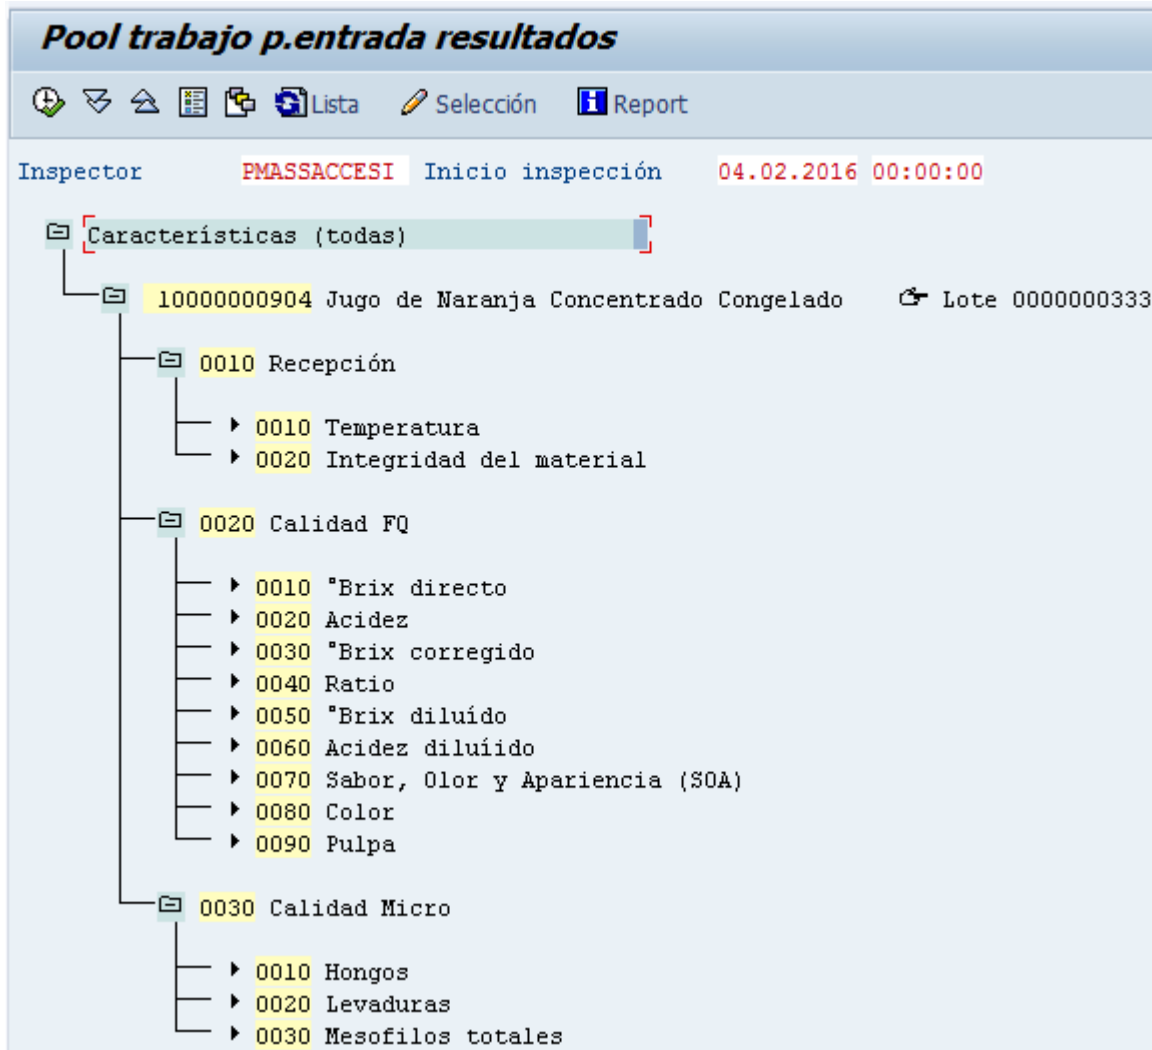 Pool trabajo p.entrada resultados
Lista Selección Report
Inspector PMASSACCESI Inicio inspección 04.02.2016 00:00:00
Características (todas)
10000000904 Jugo de Naranja Concentrado Congelado Lote 0000000333
0010 Recepción
0010 Temperatura
0020 Integridad del material
0020 Calidad FQ
0010 °Brix directo
0020 Acidez
0030 °Brix corregido
0040 Ratio
0050 °Brix diluído
0060 Acidez diluíido
0070 Sabor, Olor y Apariencia (SOA)
0080 Color
0090 Pulpa
0030 Calidad Micro
0010 Hongos
0020 Levaduras
0030 Mesofilos totales